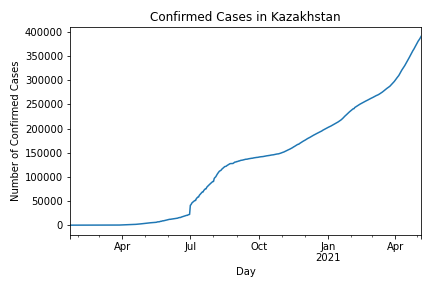 Confirmed Cases in Kazakhstan
Number of Confirmed Cases
400000
350000
300000
250000
200000
150000
100000
50000
0
Apr
Jul
Oct
Jan
2021
Apr
Day